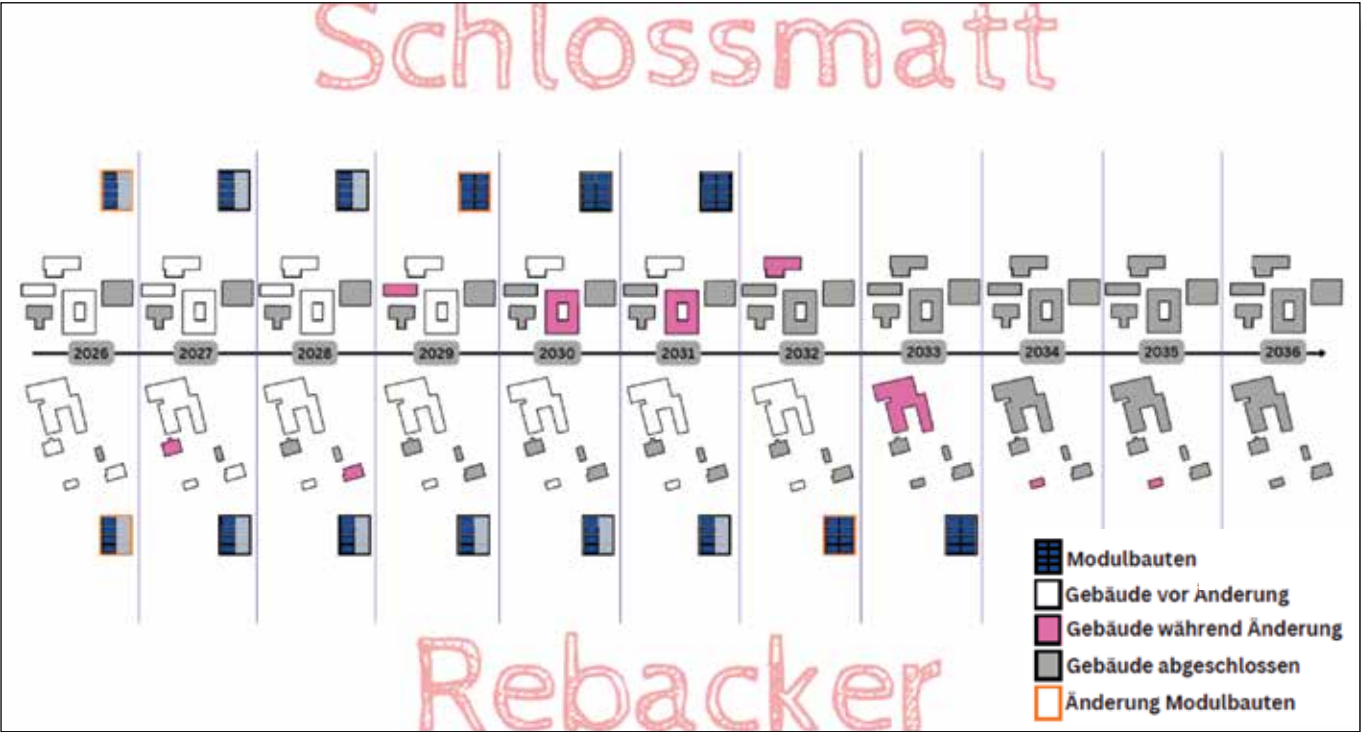 Schlossmatt
2026 2027 2028 2029 2030 2031 2032 2033 2034 2035 2036
Modulbauten
Gebäude vor Änderung
Gebäude während Änderung
Gebäude abgeschlossen
Änderung Modulbauten
Rebacker